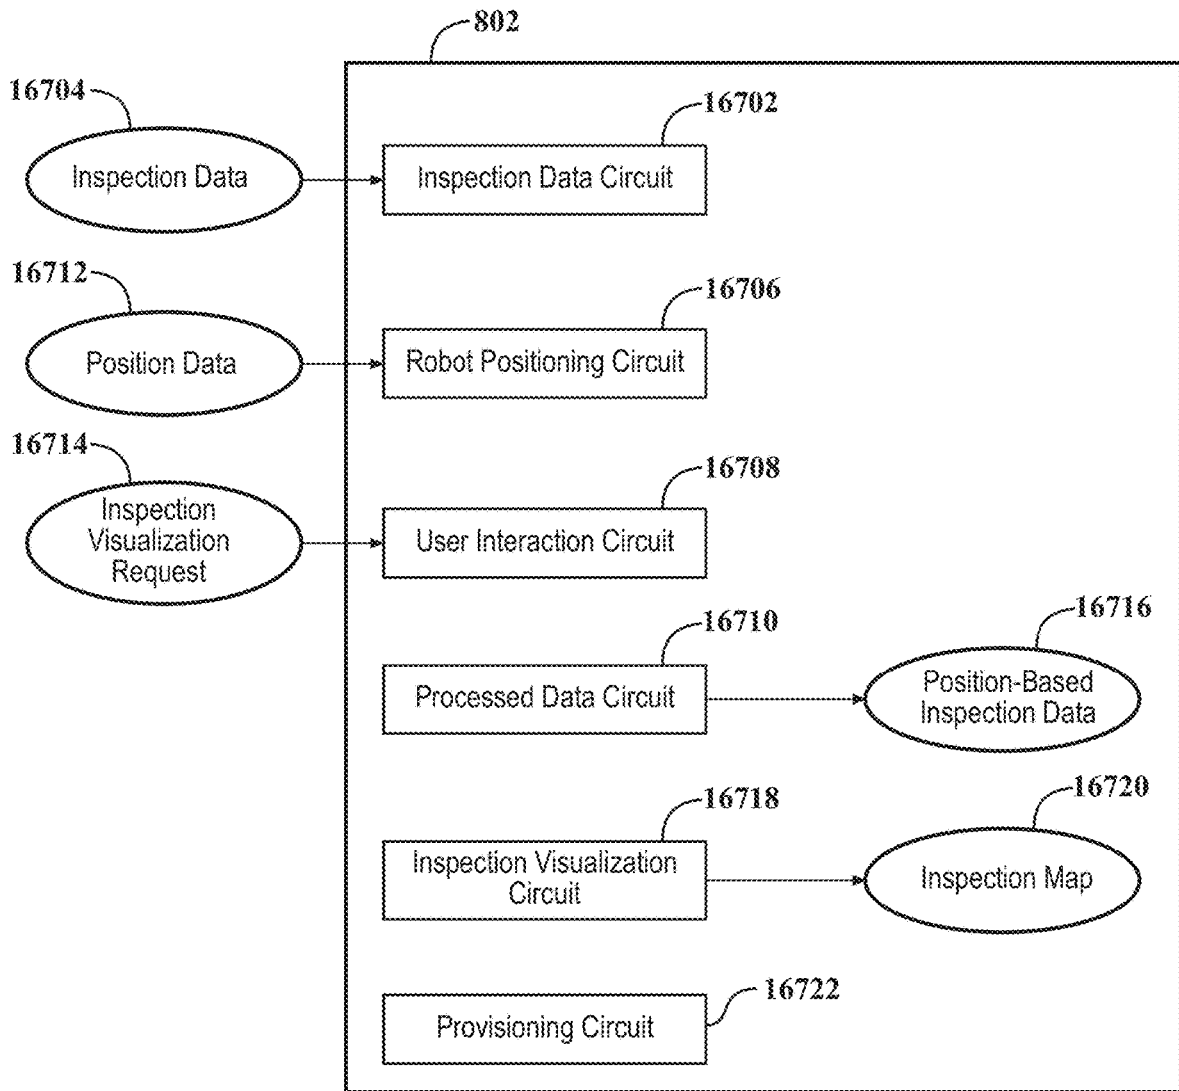 802
16704
16702
Inspection Data
Inspection Data Circuit
16712
16706
Position Data
Robot Positioning Circuit
16714
16708
Inspection
Visualization
Request
User Interaction Circuit
16710
16716
Processed Data Circuit
Position-Based
Inspection Data
16718
16720
Inspection Visualization
Circuit
Inspection Map
16722
Provisioning Circuit